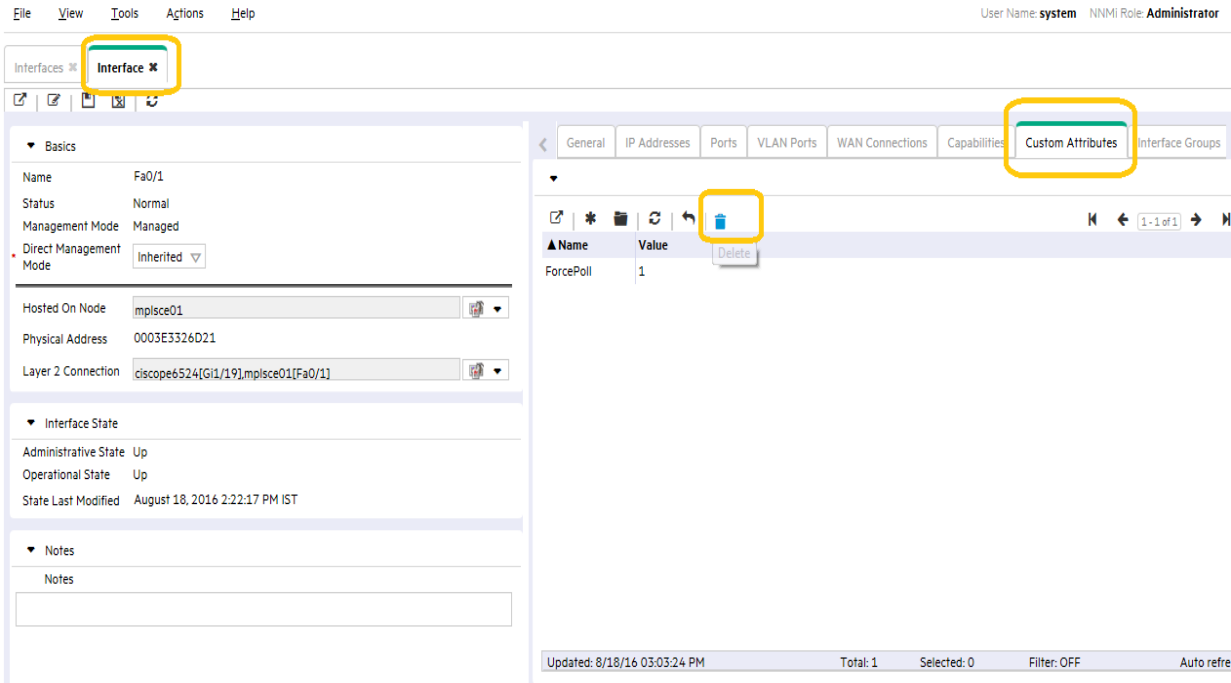 File View Tools Actions Help User Name: system NNMi Role: Administrator
Interfaces Interface
General IP Addresses Ports VLAN Ports WAN Connections Capabilities Custom Attributes Interface Groups
Basics
Name Fa0/1
Status Normal
Management Mode Managed
* Direct Management Mode Inherited
Hosted On Node mplsce01
Physical Address 0003E3326D21
Layer 2 Connection ciscope6524[Gi1/19],mplsce01[Fa0/1]
Interface State
Administrative State Up
Operational State Up
State Last Modified August 18, 2016 2:22:17 PM IST
Notes
Notes
1 - 1 of 1
Name Value
Delete
ForcePoll 1
Updated: 8/18/16 03:03:24 PM Total: 1 Selected: 0 Filter: OFF Auto refre